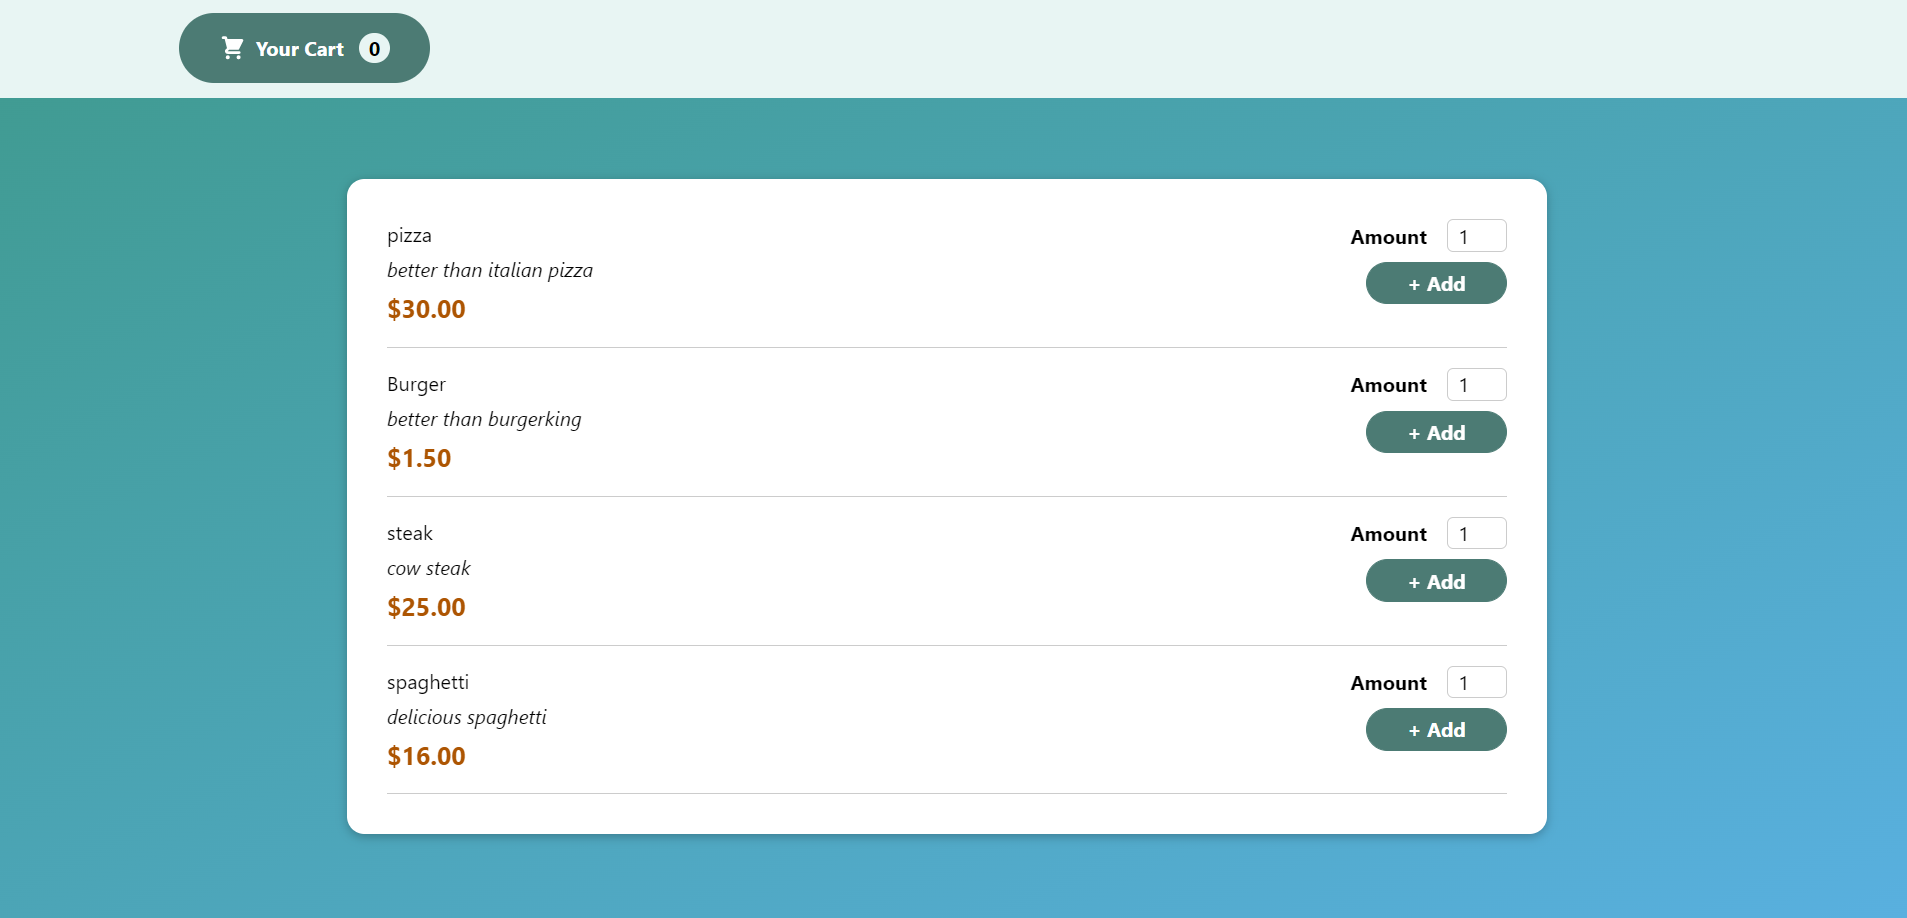 Your Cart 0
pizza
Amount 1
better than italian pizza
+ Add
$30.00
Burger
Amount 1
better than burgerking
+ Add
$1.50
steak
Amount 1
cow steak
+ Add
$25.00
spaghetti
Amount 1
delicious spaghetti
+ Add
$16.00